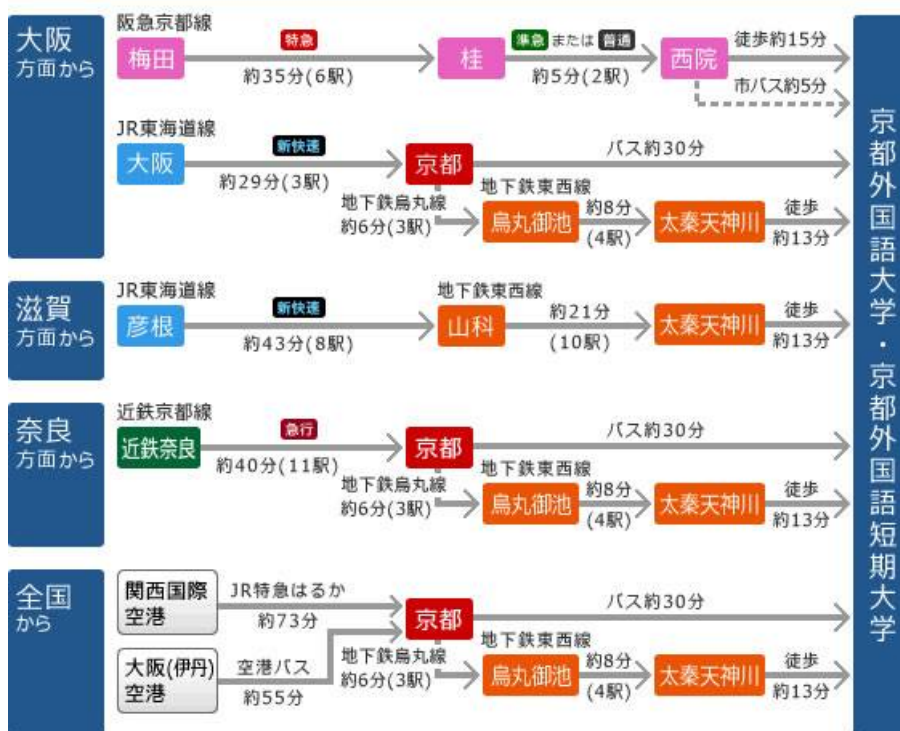 大阪
方面から
阪急京都線
梅田
特急
約35分(6駅)
桂
準急 または 普通
約5分(2駅)
西院
徒歩約15分
市バス約5分
JR東海道線
大阪
新快速
約29分(3駅)
京都
バス約30分
地下鉄烏丸線
約6分(3駅)
地下鉄東西線
烏丸御池
約8分
(4駅)
太秦天神川
徒歩
約13分
滋賀
方面から
JR東海道線
彦根
新快速
約43分(8駅)
地下鉄東西線
山科
約21分
(10駅)
太秦天神川
徒歩
約13分
奈良
方面から
近鉄京都線
近鉄奈良
急行
約40分(11駅)
京都
バス約30分
地下鉄烏丸線
約6分(3駅)
地下鉄東西線
烏丸御池
約8分
(4駅)
太秦天神川
徒歩
約13分
全国
から
関西国際
空港
JR特急はるか
約73分
大阪(伊丹)
空港
空港バス
約55分
京都
バス約30分
地下鉄烏丸線
約6分(3駅)
地下鉄東西線
烏丸御池
約8分
(4駅)
太秦天神川
徒歩
約13分
京都外国語大学・京都外国語短期大学